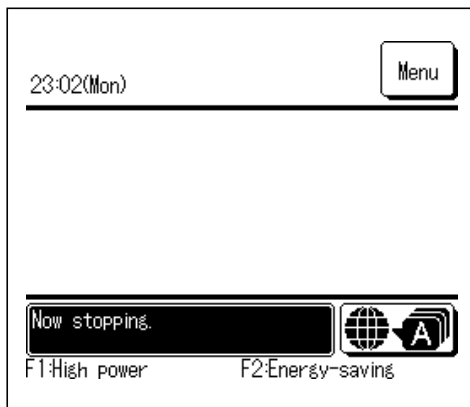 23:02(Mon)
Menu
Now stopping.
A
F1:High power
F2:Energy-saving